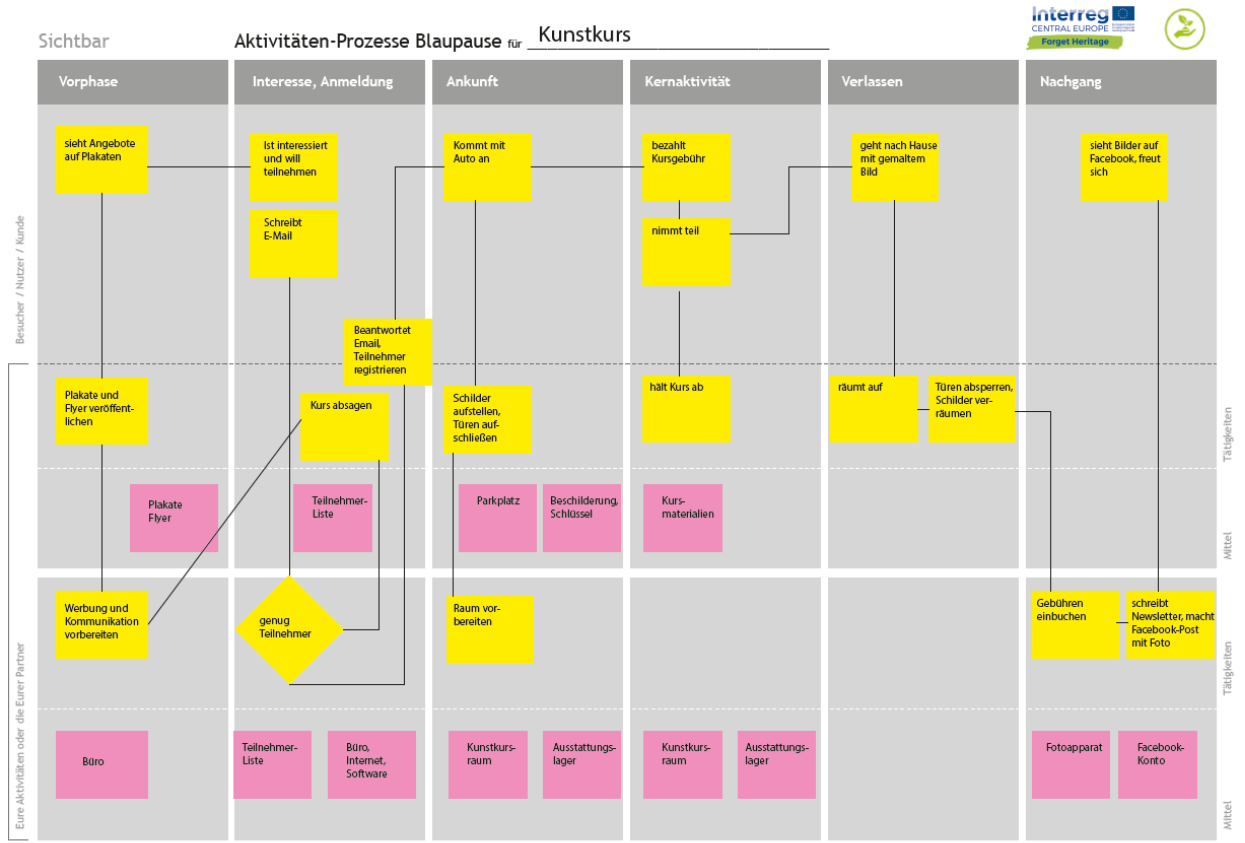 Interreg
CENTRAL EUROPE
Forget Heritage
Sichtbar
Aktivitäten-Prozesse Blaupause für Kunstkurs
Vorphase
Interesse, Anmeldung
Ankunft
Kernaktivität
Verlassen
Nachgang
Besucher / Nutzer / Kunde
sieht Angebote
auf Plakaten
Ist interessiert
und will
teilnehmen
Schreibt
E-Mail
Kommt mit
Auto an
bezahlt
Kursgebühr
nimmt teil
geht nach Hause
mit gemaltem
Bild
sieht Bilder auf
Facebook, freut
sich
Beantwortet
Email,
Teilnehmer
registrieren
Eure Aktivitäten oder die Eurer Partner
Plakate und
Flyer veröffent-
lichen
Kurs absagen
Schilder
aufstellen,
Türen auf-
schließen
hält Kurs ab
räumt auf
Türen absperren,
Schilder ver-
räumen
Tätigkeiten
Plakate
Flyer
Teilnehmer-
Liste
Parkplatz
Beschilderung,
Schlüssel
Kurs-
materialien
Mittel
Werbung und
Kommunikation
vorbereiten
genug
Teilnehmer
Raum vor-
bereiten
Gebühren
einbuchen
schreibt
Newsletter, macht
Facebook-Post
mit Foto
Tätigkeiten
Büro
Teilnehmer-
Liste
Büro,
Internet,
Software
Kunstkurs-
raum
Ausstattungs-
lager
Kunstkurs-
raum
Ausstattungs-
lager
Fotoapparat
Facebook-
Konto
Mittel